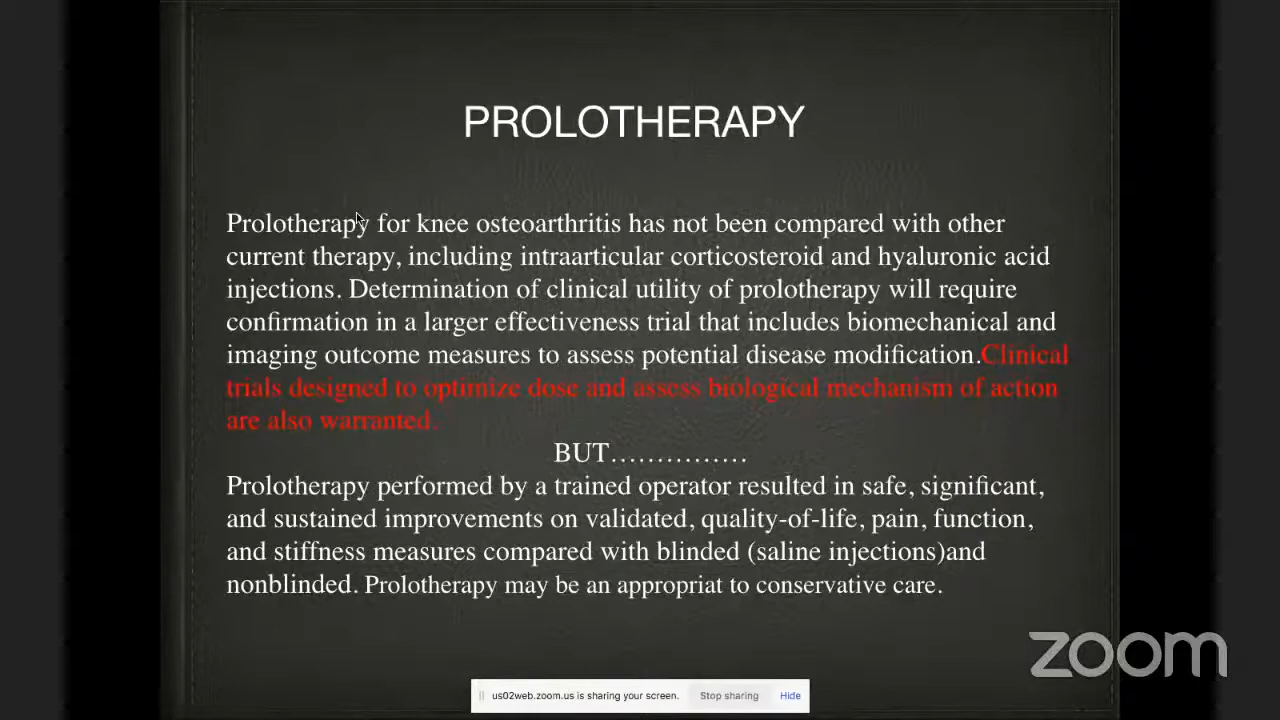 PROLOTHERAPY
Prolotherapy for knee osteoarthritis has not been compared with other
current therapy, including intraarticular corticosteroid and hyaluronic acid
injections. Determination of clinical utility of prolotherapy will require
confirmation in a larger effectiveness trial that includes biomechanical and
imaging outcome measures to assess potential disease modification.Clinical
trials designed to optimize dose and assess biological mechanism of action
are also warranted.
BUT...............
Prolotherapy performed by a trained operator resulted in safe, significant,
and sustained improvements on validated, quality-of-life, pain, function,
and stiffness measures compared with blinded (saline injections)and
nonblinded. Prolotherapy may be an appropriat to conservative care.
zoom
us02web.zoom.us is sharing your screen. Stop sharing Hide